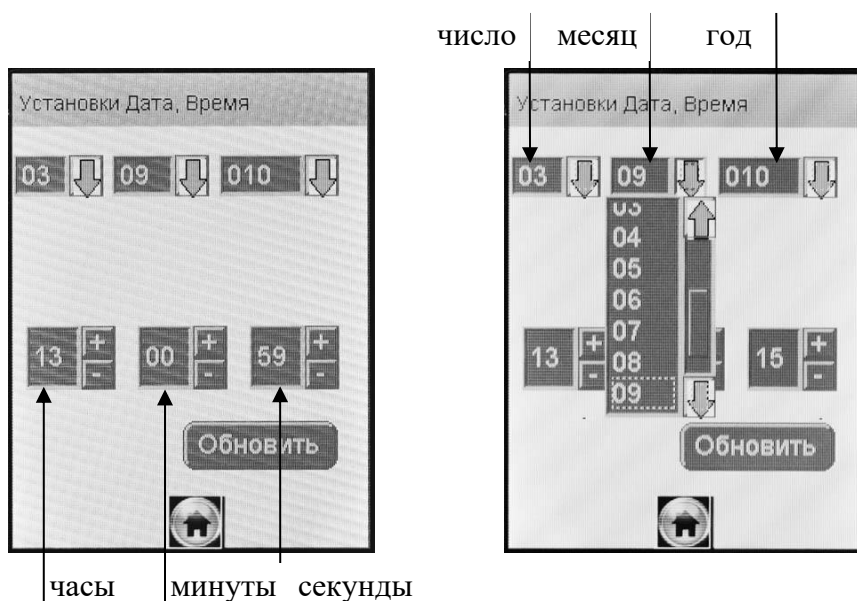 число месяц год
Установки Дата, Время
03 09 010
13 + - 00 + - 59 + -
Обновить
часы минуты секунды
Установки Дата, Время
03 09 010
03
04
05
06
07
08
09
13 + 15 + -
Обновить